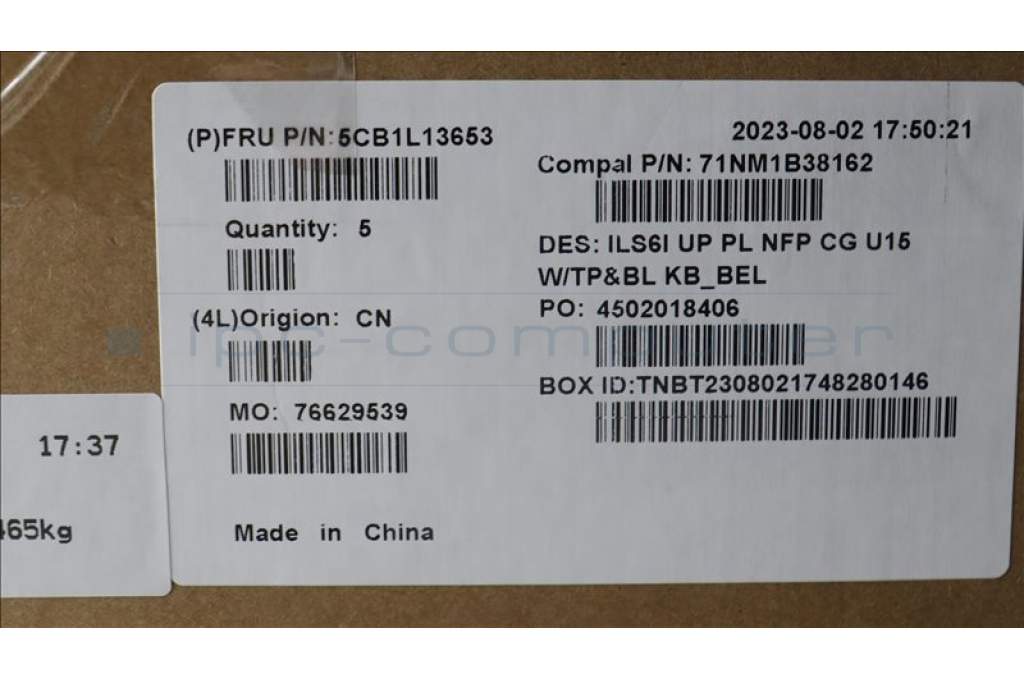 (P)FRU P/N:5CB1L13653
Quantity: 5
(4L)Origion: CN
MO: 76629539
Made in China
2023-08-02 17:50:21
Compal P/N: 71NM1B38162
DES: ILS6I UP PL NFP CG U15
W/TP&BL KB_BEL
PO: 4502018406
BOX ID:TNBT2308021748280146
17:37
465kg
ipc-computer